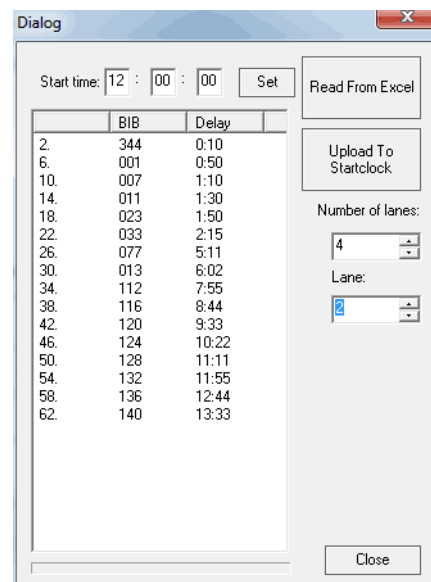 Dialog
X
Start time: 12 : 00 : 00 Set
Read From Excel
Upload To
Startclock
Number of lanes:
4
Lane:
2
BIB Delay
2. 344 0:10
6. 001 0:50
10. 007 1:10
14. 011 1:30
18. 023 1:50
22. 033 2:15
26. 077 5:11
30. 013 6:02
34. 112 7:55
38. 116 8:44
42. 120 9:33
46. 124 10:22
50. 128 11:11
54. 132 11:55
58. 136 12:44
62. 140 13:33
Close